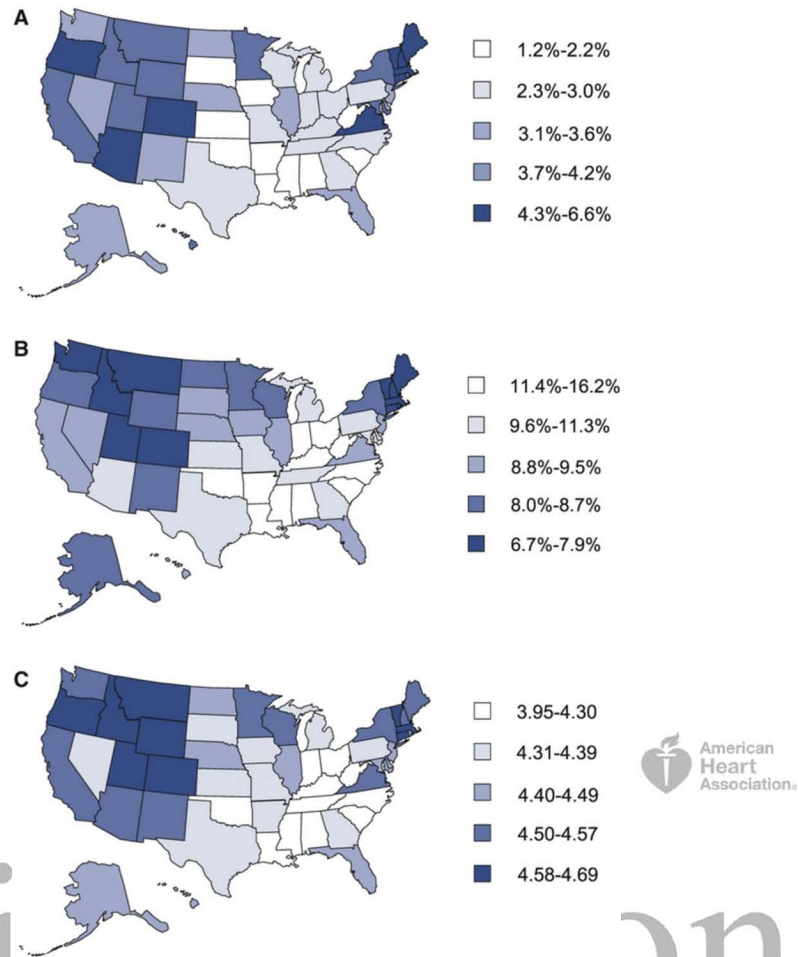 A
1.2%-2.2%
2.3%-3.0%
3.1%-3.6%
3.7%-4.2%
4.3%-6.6%
B
11.4%-16.2%
9.6%-11.3%
8.8%-9.5%
8.0%-8.7%
6.7%-7.9%
C
3.95-4.30
4.31-4.39
4.40-4.49
4.50-4.57
4.58-4.69
American
Heart
Association
on